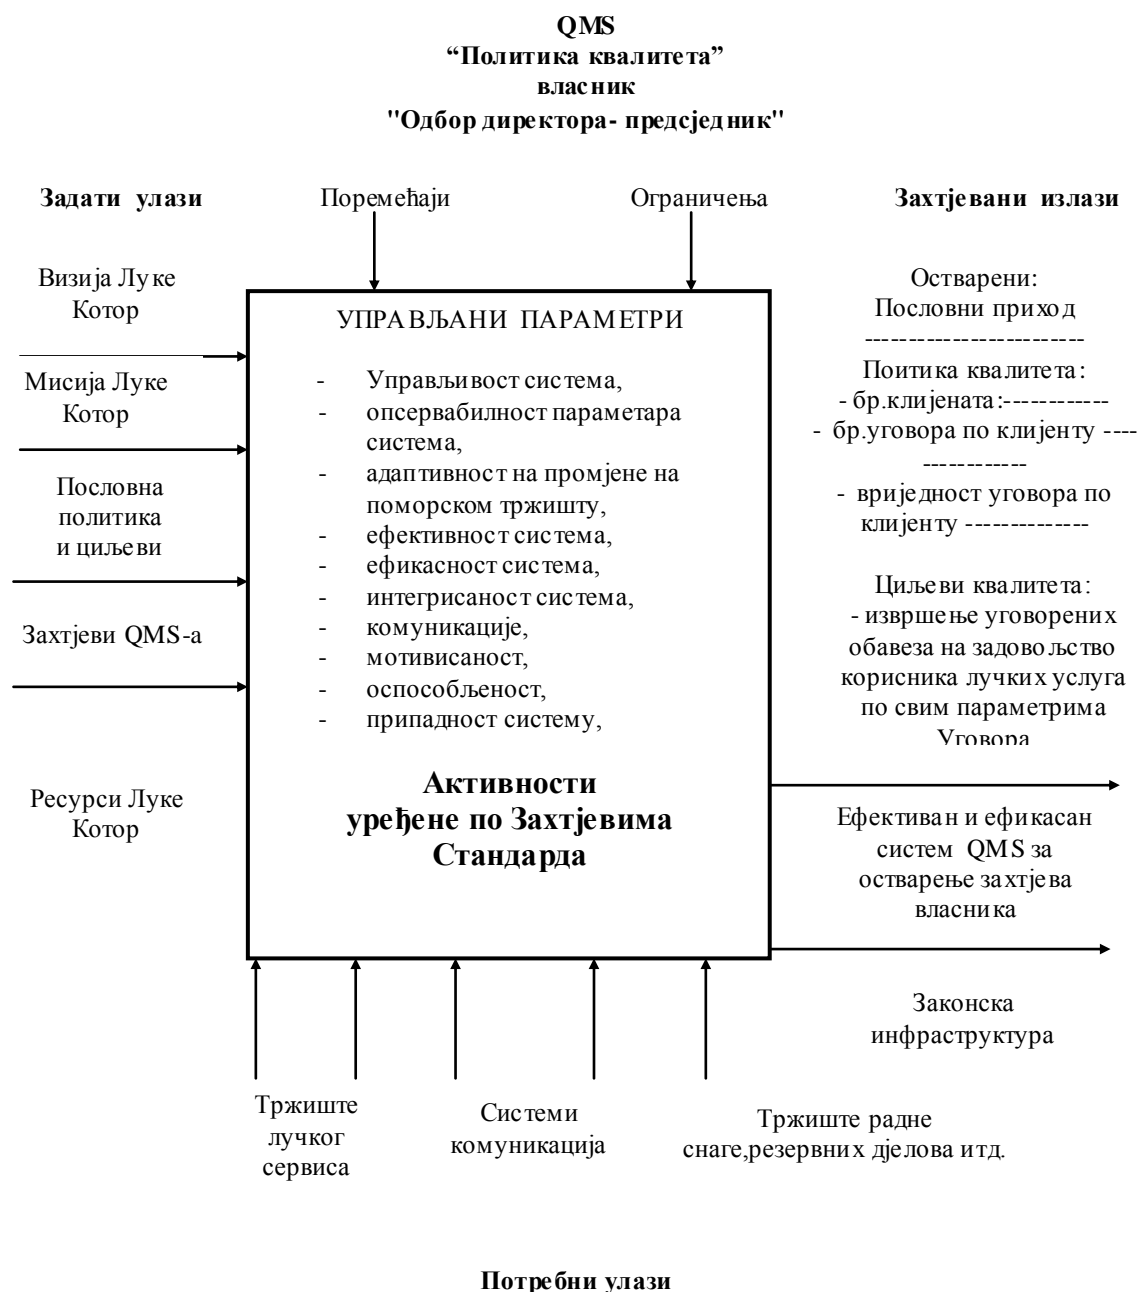 QMS
“Политика квалитета”
власник
"Одбор директора- предсједник"
Задати улази
Поремећаји
Ограничења
Захтјевани излази
Визија Луке
Котор
Мисија Луке
Котор
Пословна
политика
и циљеви
Захтјеви QMS-а
Ресурси Луке
Котор
УПРАВЉАНИ ПАРАМЕТРИ
- Управљивост система,
- опсервабилност параметара
система,
- адаптивност на промјене на
поморском тржишту,
- ефективност система,
- ефикасност система,
- интегрисаност система,
- комуникације,
- мотивисаност,
- оспособљеност,
- припадност систему,
Активности
уређене по Захтјевима
Стандарда
Остварени:
Пословни приход
--------------------------
Поитика квалитета:
- бр.клијената:------------
- бр.уговора по клијенту ----
------------
- вриједност уговора по
клијенту --------------
Циљеви квалитета:
- извршење уговорених
обавеза на задовољство
корисника лучких услуга
по свим параметрима
Уговора
Ефективан и ефикасан
систем QMS за
остварење захтјева
власника
Законска
инфраструктура
Тржиште
лучког
сервиса
Системи
комуникација
Тржиште радне
снаге,резервних дјелова итд.
Потребни улази